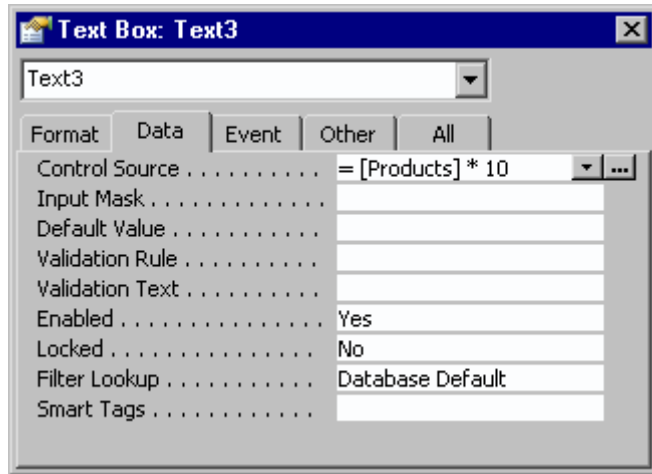 Text Box: Text3
Text3
Format Data Event Other All
Control Source . . . . . . . . . . = [Products] * 10 ...
Input Mask . . . . . . . . . . . . .
Default Value . . . . . . . . . . .
Validation Rule . . . . . . . . . .
Validation Text . . . . . . . . . .
Enabled . . . . . . . . . . . . . . . Yes
Locked . . . . . . . . . . . . . . . No
Filter Lookup . . . . . . . . . . . Database Default
Smart Tags . . . . . . . . . . . .